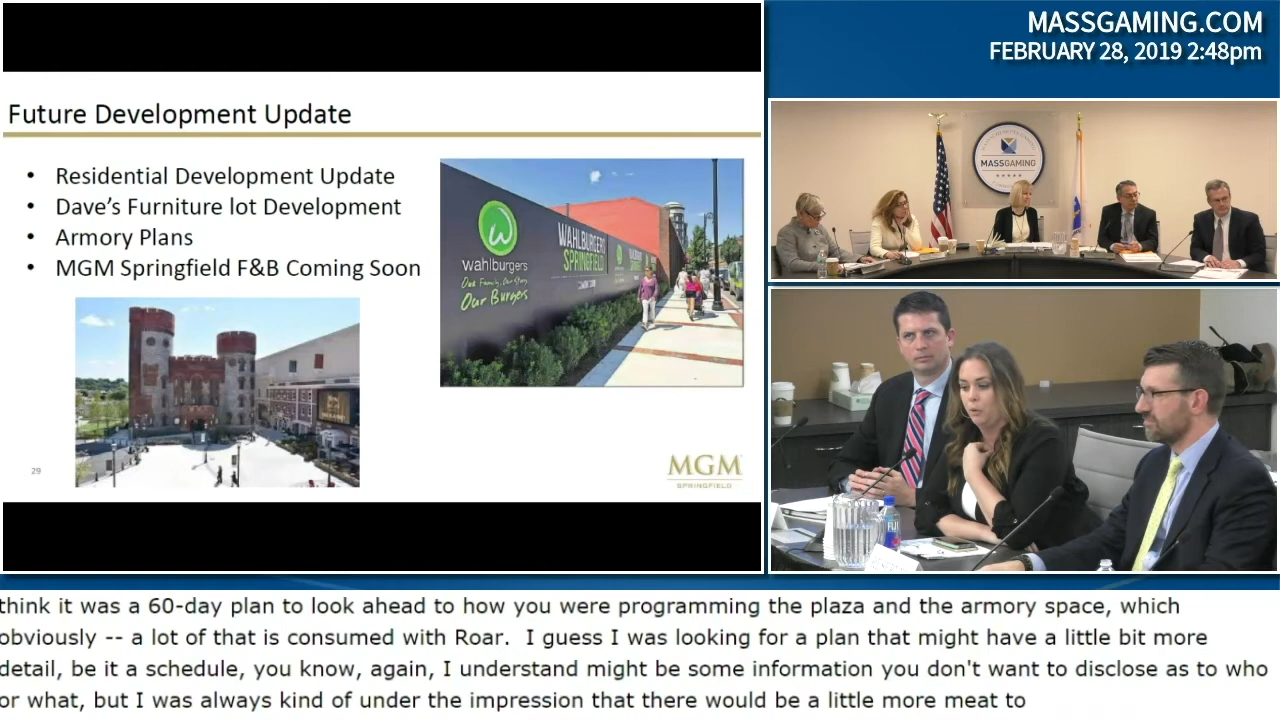 MASSGAMING.COM
FEBRUARY 28, 2019 2:48pm
Future Development Update
• Residential Development Update
• Dave's Furniture lot Development
• Armory Plans
• MGM Springfield F&B Coming Soon
wahlburgers
Our Family, Our Story,
Our Burgers
WAHLBURGERS
SPRINGFIELD
29
MGM
SPRINGFIELD
MASSGAMING
FIJI
think it was a 60-day plan to look ahead to how you were programming the plaza and the armory space, which
obviously -- a lot of that is consumed with Roar.  I guess I was looking for a plan that might have a little bit more
detail, be it a schedule, you know, again, I understand might be some information you don't want to disclose as to who
or what, but I was always kind of under the impression that there would be a little more meat to